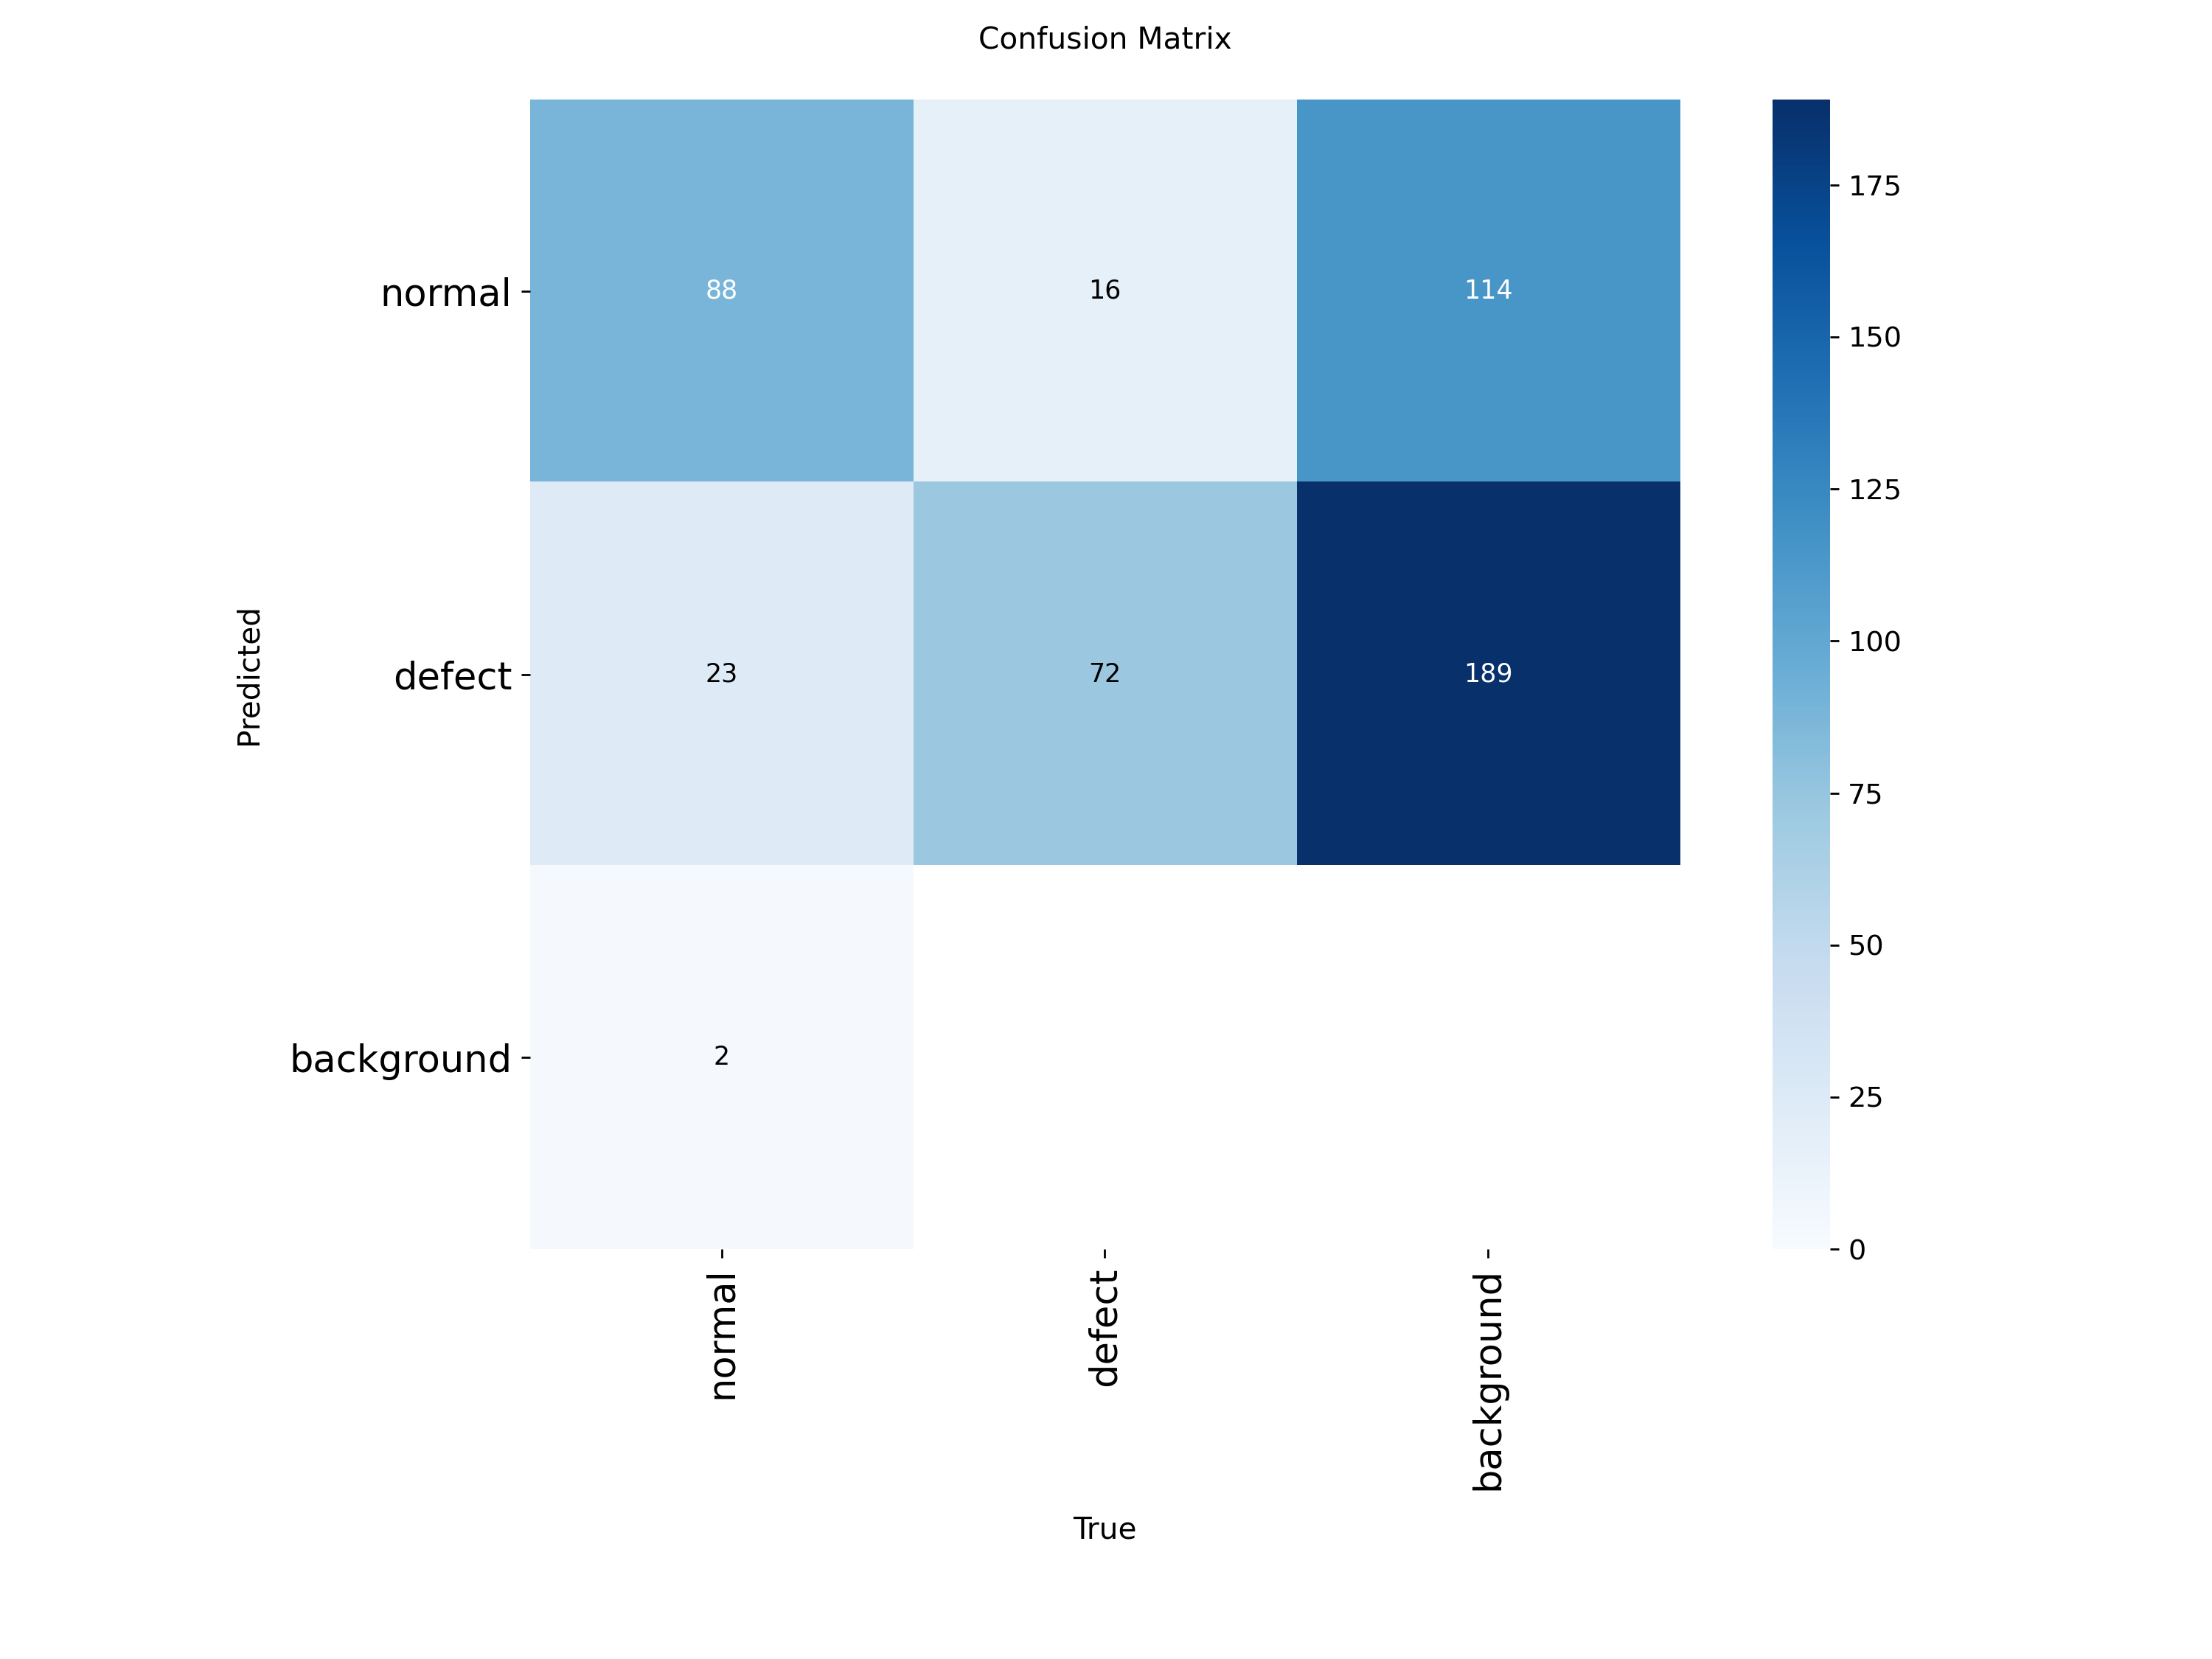 Confusion Matrix
normal
88
16
114
defect
23
72
189
background
2
Predicted
normal
defect
background
True
175
150
125
100
75
50
25
0